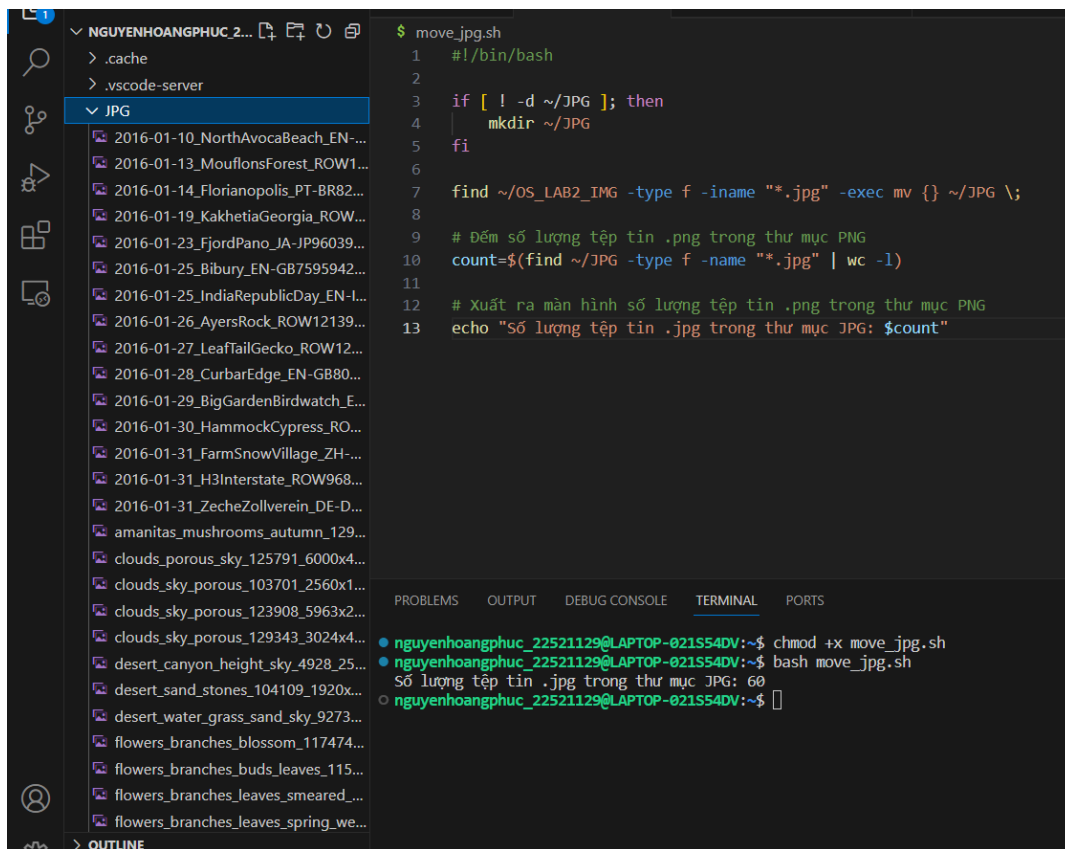 1
NGUYENHOANGPHUC_2...
.cache
.vscode-server
JPG
2016-01-10_NorthAvocaBeach_EN-...
2016-01-13_MouflonsForest_ROW1...
2016-01-14_Florianopolis_PT-BR82...
2016-01-19_KakhetiaGeorgia_ROW...
2016-01-23_FjordPano_JA-JP96039...
2016-01-25_Bibury_EN-GB7595942...
2016-01-25_IndiaRepublicDay_EN-I...
2016-01-26_AyersRock_ROW12139...
2016-01-27_LeafTailGecko_ROW12...
2016-01-28_CurbarEdge_EN-GB80...
2016-01-29_BigGardenBirdwatch_E...
2016-01-30_HammockCypress_RO...
2016-01-31_FarmSnowVillage_ZH-...
2016-01-31_H3Interstate_ROW968...
2016-01-31_ZecheZollverein_DE-D...
amanitas_mushrooms_autumn_129...
clouds_porous_sky_125791_6000x4...
clouds_sky_porous_103701_2560x1...
clouds_sky_porous_123908_5963x2...
clouds_sky_porous_129343_3024x4...
desert_canyon_height_sky_4928_25...
desert_sand_stones_104109_1920x...
desert_water_grass_sand_sky_9273...
flowers_branches_blossom_117474...
flowers_branches_buds_leaves_115...
flowers_branches_leaves_smeared_...
flowers_branches_leaves_spring_we...
OUTLINE
$ move_jpg.sh
1 #!/bin/bash
2
3 if [ ! -d ~/JPG ]; then
4 mkdir ~/JPG
5 fi
6
7 find ~/OS_LAB2_IMG -type f -iname "*.jpg" -exec mv {} ~/JPG \;
8
9 # Đếm số lượng tệp tin .png trong thư mục PNG
10 count=$(find ~/JPG -type f -name "*.jpg" | wc -l)
11
12 # Xuất ra màn hình số lượng tệp tin .png trong thư mục PNG
13 echo "Số lượng tệp tin .jpg trong thư mục JPG: $count"
PROBLEMS OUTPUT DEBUG CONSOLE TERMINAL PORTS
nguyenhoangphuc_22521129@LAPTOP-021S54DV:~$ chmod +x move_jpg.sh
nguyenhoangphuc_22521129@LAPTOP-021S54DV:~$ bash move_jpg.sh
Số lượng tệp tin .jpg trong thư mục JPG: 60
nguyenhoangphuc_22521129@LAPTOP-021S54DV:~$